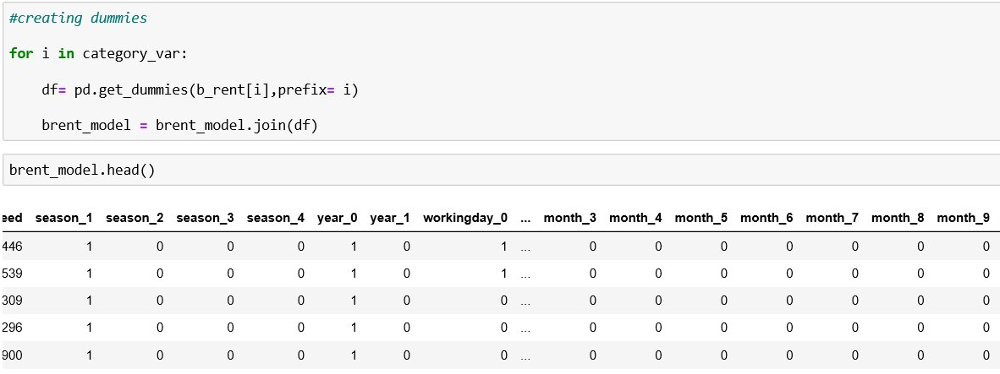 #creating dummies
for i in category_var:
df= pd.get_dummies(b_rent[i],prefix= i)
brent_model = brent_model.join(df)
brent_model.head()
eed season_1 season_2 season_3 season_4 year_0 year_1 workingday_0 ... month_3 month_4 month_5 month_6 month_7 month_8 month_9
446 1 0 0 0 1 0 1 ... 0 0 0 0 0 0 0
539 1 0 0 0 1 0 1 ... 0 0 0 0 0 0 0
309 1 0 0 0 1 0 0 ... 0 0 0 0 0 0 0
296 1 0 0 0 1 0 0 ... 0 0 0 0 0 0 0
900 1 0 0 0 1 0 0 ... 0 0 0 0 0 0 0